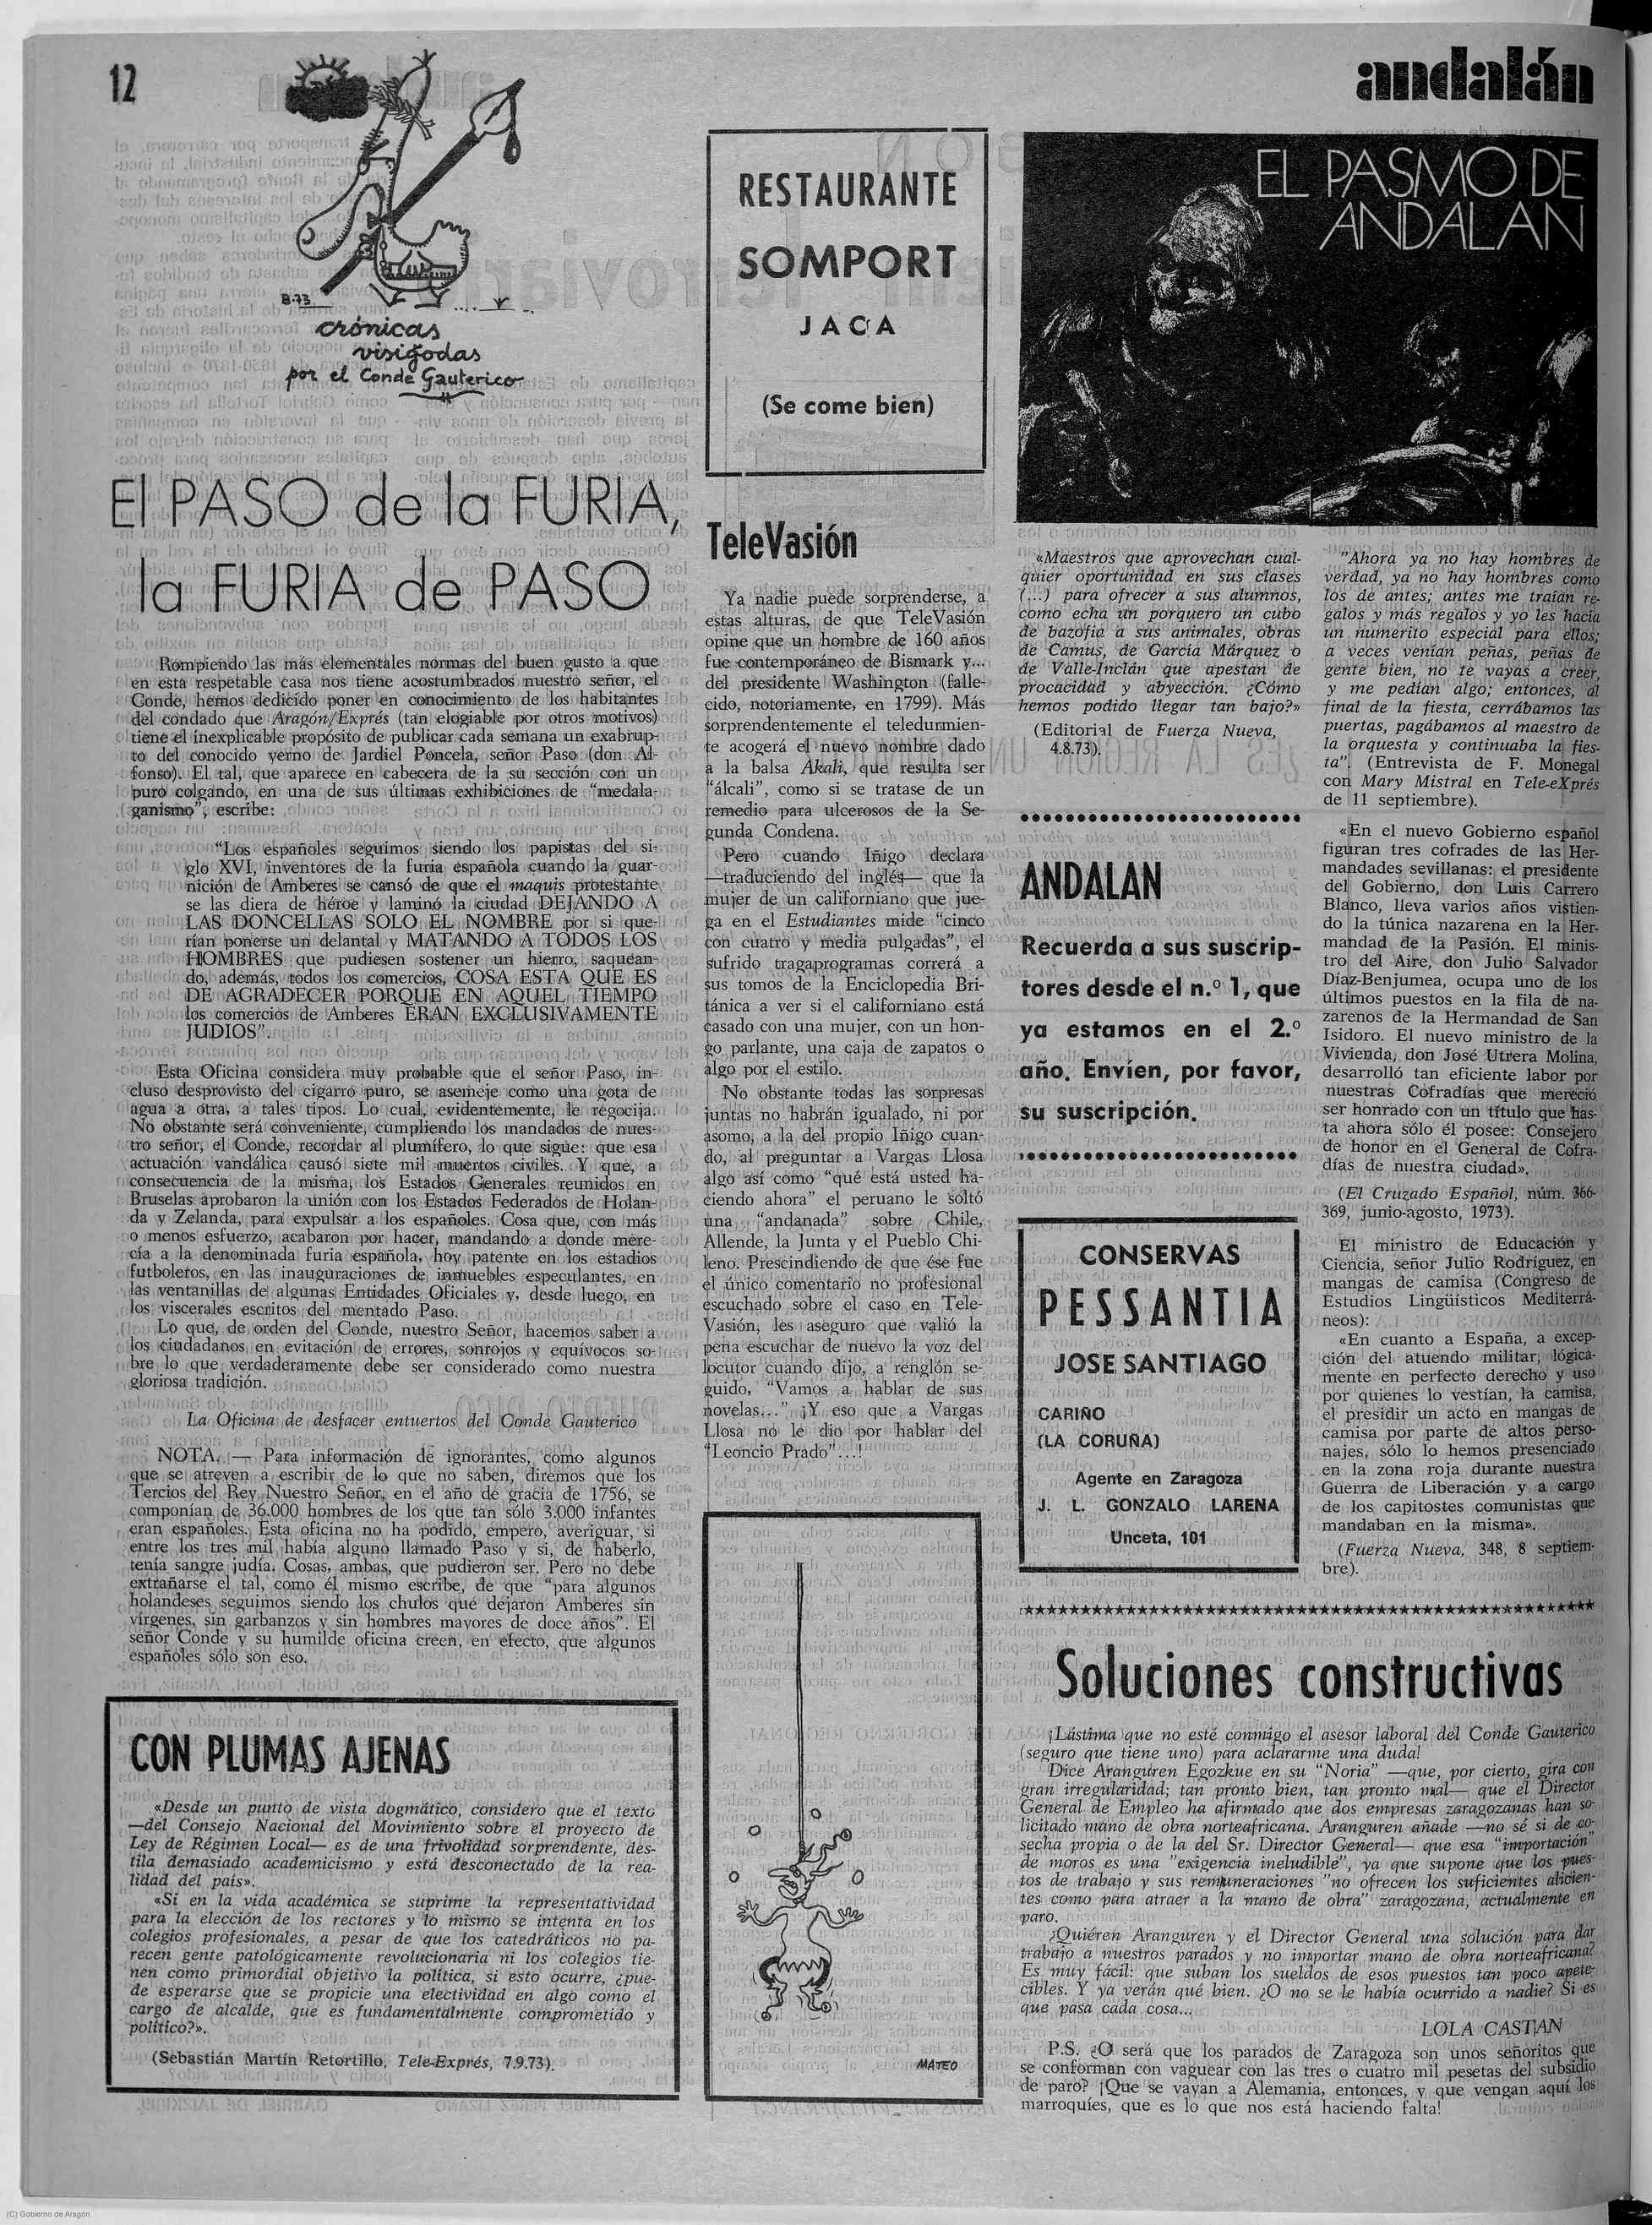 12
andalán
B-73
crónicas
visigodas
por el Conde Gauterico
El PASO de la FURIA,
la FURIA de PASO
Rompiendo las más elementales normas del buen gusto a que
en esta respetable casa nos tiene acostumbrados nuestro señor, el
Conde, hemos dedicido poner en conocimiento de los habitantes
del condado que Aragón/Exprés (tan elogiable por otros motivos)
tiene el inexplicable propósito de publicar cada semana un exabrup-
to del conocido yerno de Jardiel Poncela, señor Paso (don Al-
fonso). El tal, que aparece en cabecera de la su sección con un
puro colgando, en una de sus últimas exhibiciones de "medala-
ganismo", escribe:
"Los españoles seguimos siendo los papistas del si-
glo XVI, inventores de la furia española cuando la guar-
nición de Amberes se cansó de que el maquis protestante
se las diera de héroe y laminó la ciudad DEJANDO A
LAS DONCELLAS SOLO EL NOMBRE por si que-
rían ponerse un delantal y MATANDO A TODOS LOS
HOMBRES que pudiesen sostener un hierro, saquean-
do, además, todos los comercios, COSA ESTA QUE ES
DE AGRADECER PORQUE EN AQUEL TIEMPO
los comercios de Amberes ERAN EXCLUSIVAMENTE
JUDIOS".
Esta Oficina considera muy probable que el señor Paso, in-
cluso desprovisto del cigarro puro, se asemeje como una gota de
agua a otra, a tales tipos. Lo cual, evidentemente, le regocija.
No obstante será conveniente, cumpliendo los mandados de nues-
tro señor, el Conde, recordar al plumífero, lo que sigue: que esa
actuación vandálica causó siete mil muertos civiles. Y que, a
consecuencia de la misma, los Estados Generales reunidos en
Bruselas aprobaron la unión con los Estados Federados de Holan-
da y Zelanda, para expulsar a los españoles. Cosa que, con más
o menos esfuerzo, acabaron por hacer, mandando a donde mere-
cía a la denominada furia española, hoy patente en los estadios
futboleros, en las inauguraciones de inmuebles especulantes, en
las ventanillas de algunas Entidades Oficiales y, desde luego, en
los viscerales escritos del mentado Paso.
Lo que, de orden del Conde, nuestro Señor, hacemos saber a
los ciudadanos en evitación de errores, sonrojos y equívocos so-
bre lo que verdaderamente debe ser considerado como nuestra
gloriosa tradición.
La Oficina de desfacer entuertos del Conde Gauterico
NOTA. — Para información de ignorantes, como algunos
que se atreven a escribir de lo que no saben, diremos que los
Tercios del Rey Nuestro Señor, en el año de gracia de 1756, se
componían de 36.000 hombres de los que tan sólo 3.000 infantes
eran españoles. Esta oficina no ha podido, empero, averiguar, si
entre los tres mil había alguno llamado Paso y si, de haberlo,
tenía sangre judía. Cosas, ambas, que pudieron ser. Pero no debe
extrañarse el tal, como él mismo escribe, de que "para algunos
holandeses seguimos siendo los chulos que dejaron Amberes sin
vírgenes, sin garbanzos y sin hombres mayores de doce años". El
señor Conde y su humilde oficina creen, en efecto, que algunos
españoles sólo son eso.
CON PLUMAS AJENAS
«Desde un punto de vista dogmático, considero que el texto
—del Consejo Nacional del Movimiento sobre el proyecto de
Ley de Régimen Local— es de una frivolidad sorprendente, des-
tila demasiado academicismo y está desconectado de la rea-
lidad del país».
«Si en la vida académica se suprime la representatividad
para la elección de los rectores y lo mismo se intenta en los
colegios profesionales, a pesar de que los catedráticos no pa-
recen gente patológicamente revolucionaria ni los colegios tie-
nen como primordial objetivo la política, si esto ocurre, ¿pue-
de esperarse que se propicie una electividad en algo como el
cargo de alcalde, que es fundamentalmente comprometido y
político?».
(Sebastián Martín Retortillo, Tele-Exprés, 7.9.73).
RESTAURANTE
SOMPORT
JACA
(Se come bien)
TeleVasión
Ya nadie puede sorprenderse, a
estas alturas, de que TeleVasión
opine que un hombre de 160 años
fue contemporáneo de Bismark y...
del presidente Washington (falle-
cido, notoriamente, en 1799). Más
sorprendentemente el teledurmien-
te acogerá el nuevo nombre dado
a la balsa Akali, que resulta ser
"álcali", como si se tratase de un
remedio para ulcerosos de la Se-
gunda Condena.
Pero cuando Iñigo declara
—traduciendo del inglés— que la
mujer de un californiano que jue-
ga en el Estudiantes mide "cinco
con cuatro y media pulgadas", el
sufrido tragaprogramas correrá a
sus tomos de la Enciclopedia Bri-
tánica a ver si el californiano está
casado con una mujer, con un hon-
go parlante, una caja de zapatos o
algo por el estilo.
No obstante todas las sorpresas
juntas no habrán igualado, ni por
asomo, a la del propio Iñigo cuan-
do, al preguntar a Vargas Llosa
algo así como "qué está usted ha-
ciendo ahora" el peruano le soltó
una "andanada" sobre Chile,
Allende, la Junta y el Pueblo Chi-
leno. Prescindiendo de que ése fue
el único comentario no profesional
escuchado sobre el caso en Tele-
Vasión, les aseguro que valió la
pena escuchar de nuevo la voz del
locutor cuando dijo, a renglón se-
guido, "Vamos a hablar de sus
novelas..." ¡Y eso que a Vargas
Llosa no le dio por hablar del
"Leoncio Prado"...!
MATEO
EL PASMO DE
ANDALAN
«Maestros que aprovechan cual-
quier oportunidad en sus clases
(...) para ofrecer a sus alumnos,
como echa un porquero un cubo
de bazofia a sus animales, obras
de Camus, de García Márquez o
de Valle-Inclán que apestan de
procacidad y abyección. ¿Cómo
hemos podido llegar tan bajo?»
(Editorial de Fuerza Nueva,
4.8.73).
ANDALAN
Recuerda a sus suscrip-
tores desde el n.º 1, que
ya estamos en el 2.º
año. Envíen, por favor,
su suscripción.
CONSERVAS
PESSANTIA
JOSE SANTIAGO
CARIÑO
(LA CORUÑA)
Agente en Zaragoza
J. L. GONZALO LARENA
Unceta, 101
"Ahora ya no hay hombres de
verdad, ya no hay hombres como
los de antes; antes me traían re-
galos y más regalos y yo les hacía
un numerito especial para ellos;
a veces venían peñas, peñas de
gente bien, no te vayas a creer,
y me pedían algo; entonces, al
final de la fiesta, cerrábamos las
puertas, pagábamos al maestro de
la orquesta y continuaba la fies-
ta". (Entrevista de F. Monegal
con Mary Mistral en Tele-eXprés
de 11 septiembre).
«En el nuevo Gobierno español
figuran tres cofrades de las Her-
mandades sevillanas: el presidente
del Gobierno, don Luis Carrero
Blanco, lleva varios años vistien-
do la túnica nazarena en la Her-
mandad de la Pasión. El minis-
tro del Aire, don Julio Salvador
Díaz-Benjumea, ocupa uno de los
últimos puestos en la fila de na-
zarenos de la Hermandad de San
Isidoro. El nuevo ministro de la
Vivienda, don José Utrera Molina,
desarrolló tan eficiente labor por
nuestras Cofradías que mereció
ser honrado con un título que has-
ta ahora sólo él posee: Consejero
de honor en el General de Cofra-
días de nuestra ciudad».
(El Cruzado Español, núm. 366-
369, junio-agosto, 1973).
El ministro de Educación y
Ciencia, señor Julio Rodríguez, en
mangas de camisa (Congreso de
Estudios Lingüísticos Mediterrá-
neos):
«En cuanto a España, a excep-
ción del atuendo militar, lógica-
mente en perfecto derecho y uso
por quienes lo vestían, la camisa,
el presidir un acto en mangas de
camisa por parte de altos perso-
najes, sólo lo hemos presenciado
en la zona roja durante nuestra
Guerra de Liberación y a cargo
de los capitostes comunistas que
mandaban en la misma».
(Fuerza Nueva, 348, 8 septiem-
bre).
Soluciones constructivas
¡Lástima que no esté conmigo el asesor laboral del Conde Gauterico
(seguro que tiene uno) para aclararme una duda!
Dice Aranguren Egozkue en su "Noria" —que, por cierto, gira con
gran irregularidad; tan pronto bien, tan pronto mal— que el Director
General de Empleo ha afirmado que dos empresas zaragozanas han so-
licitado mano de obra norteafricana. Aranguren añade —no sé si de co-
secha propia o de la del Sr. Director General— que esa "importación"
de moros es una "exigencia ineludible", ya que supone que los pues-
tos de trabajo y sus remuneraciones "no ofrecen los suficientes alicien-
tes como para atraer a la mano de obra" zaragozana, actualmente en
paro.
¿Quiéren Aranguren y el Director General una solución para dar
trabajo a nuestros parados y no importar mano de obra norteafricana?
Es muy fácil: que suban los sueldos de esos puestos tan poco apete-
cibles. Y ya verán qué bien. ¿O no se le había ocurrido a nadie? Si es
que pasa cada cosa...
LOLA CASTAN
P.S. ¿O será que los parados de Zaragoza son unos señoritos que
se conforman con vaguear con las tres o cuatro mil pesetas del subsidio
de paro? ¡Que se vayan a Alemania, entonces, y que vengan aquí los
marroquíes, que es lo que nos está haciendo falta!
(C) Gobierno de Aragón